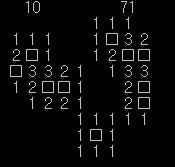 10 71
1 1 1
1 1 1 1 □ 3 2
2 □ 1 1 2 □ □
□ 3 3 2 1 1 3 3
1 2 □ □ 1 2 □
1 2 2 1 2 □
1 1 1 1 1
1 □ 1
1 1 1